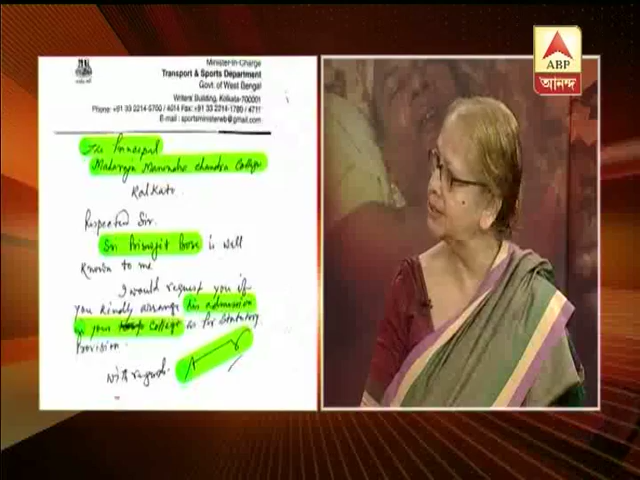 Minister-in-Charge
Transport & Sports Department
Govt. of West Bengal
Writers' Building, Kolkata-700001
Phone: +91 33 2214-5700 / 4014 Fax: +91 33 2214-1780 / 4711
E-mail: sportsministerwb@gmail.com
The Principal
Maharaja Manindra Chandra College
Kolkata.
Respected Sir.
Sri Biswajit Bose is well
known to me
I would request you if
you kindly arrange his admission
in your College as per Statutory
Provision.
with regards.
ABP
আনন্দ